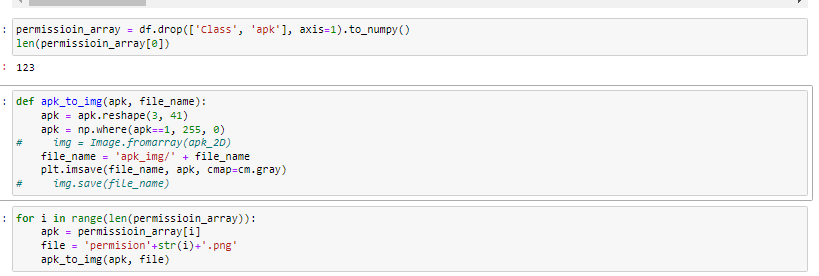 : permissioin_array = df.drop(['Class', 'apk'], axis=1).to_numpy()
len(permissioin_array[0])
: 123
: def apk_to_img(apk, file_name):
apk = apk.reshape(3, 41)
apk = np.where(apk==1, 255, 0)
#     img = Image.fromarray(apk_2D)
file_name = 'apk_img/' + file_name
plt.imsave(file_name, apk, cmap=cm.gray)
#     img.save(file_name)
: for i in range(len(permissioin_array)):
apk = permissioin_array[i]
file = 'permision'+str(i)+'.png'
apk_to_img(apk, file)